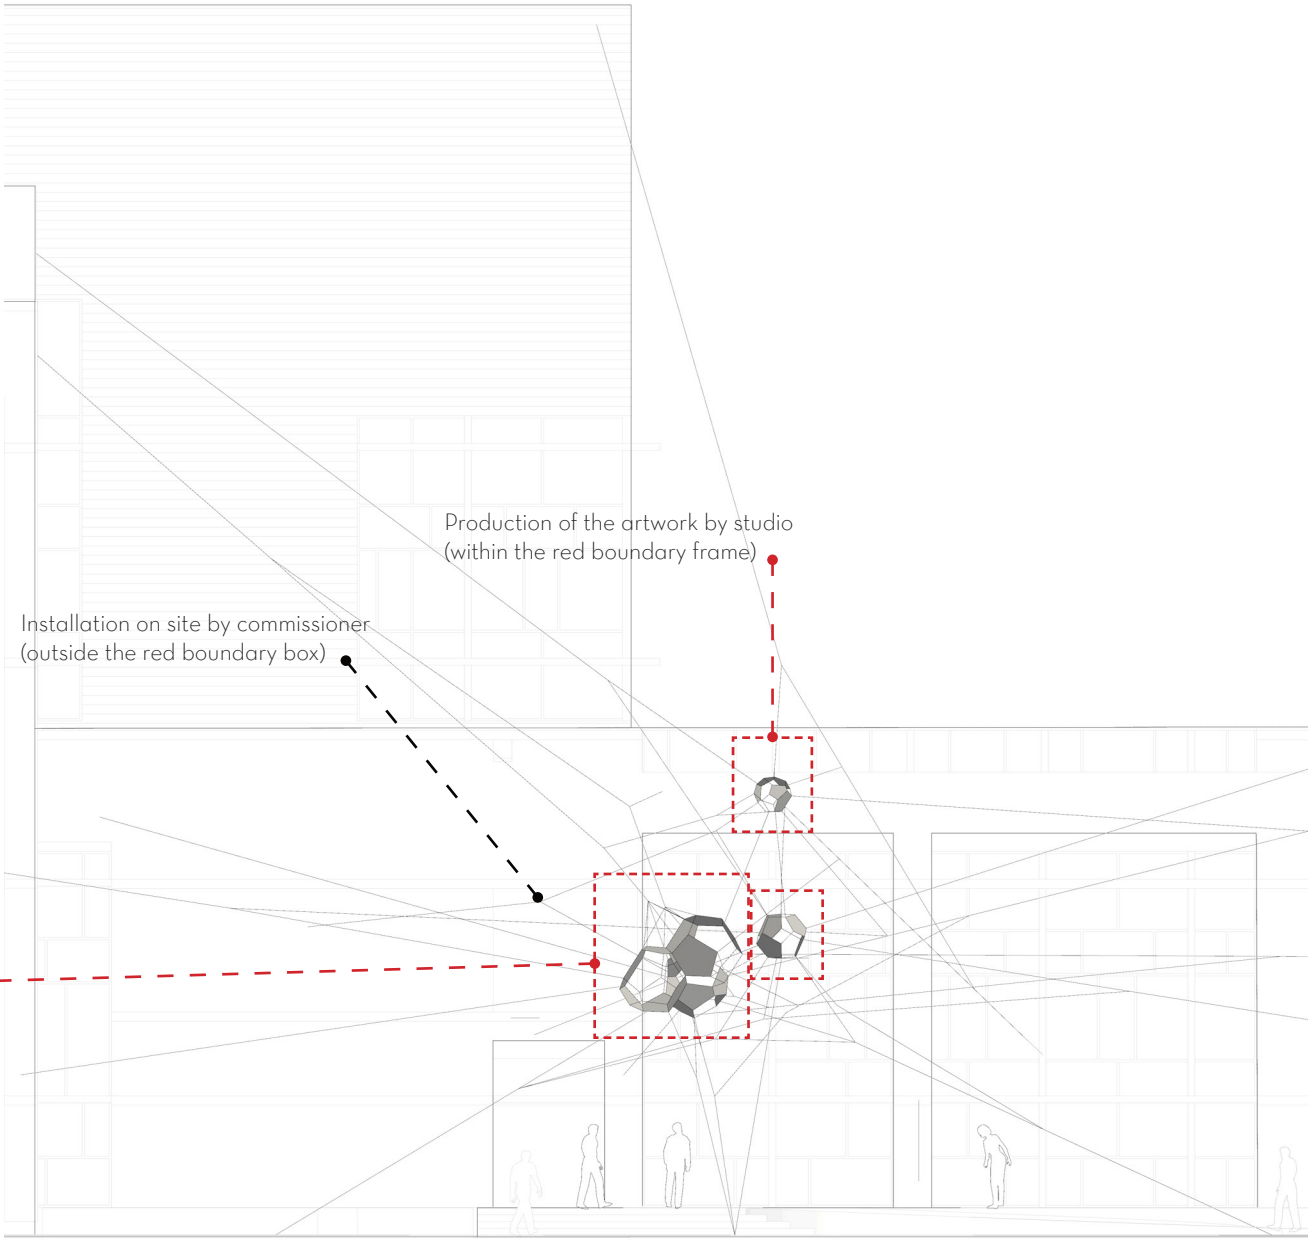 Production of the artwork by studio
(within the red boundary frame)
Installation on site by commissioner
(outside the red boundary box)